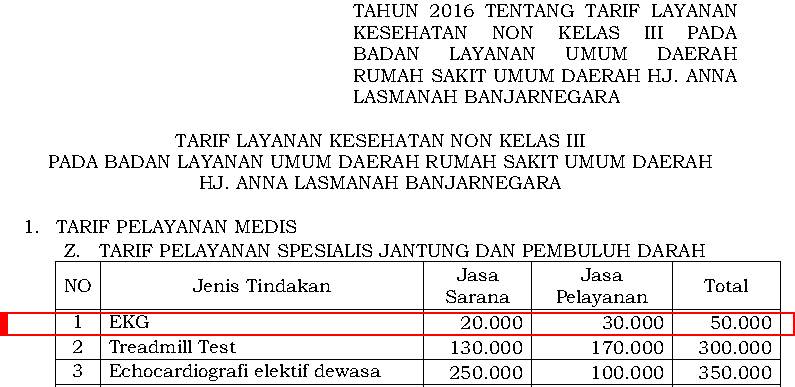 TAHUN 2016 TENTANG TARIF LAYANAN
KESEHATAN NON KELAS III PADA
BADAN LAYANAN UMUM DAERAH
RUMAH SAKIT UMUM DAERAH HJ. ANNA
LASMANAH BANJARNEGARA
TARIF LAYANAN KESEHATAN NON KELAS III
PADA BADAN LAYANAN UMUM DAERAH RUMAH SAKIT UMUM DAERAH
HJ. ANNA LASMANAH BANJARNEGARA
1. TARIF PELAYANAN MEDIS
Z. TARIF PELAYANAN SPESIALIS JANTUNG DAN PEMBULUH DARAH
NO Jenis Tindakan Jasa Sarana Jasa Pelayanan Total
1 EKG 20.000 30.000 50.000
2 Treadmill Test 130.000 170.000 300.000
3 Echocardiografi elektif dewasa 250.000 100.000 350.000